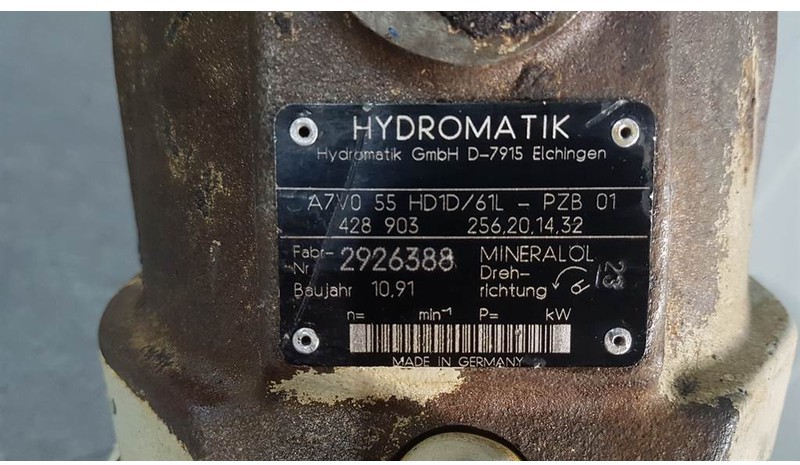 HYDROMATIK
Hydromatik GmbH D-7915 Elchingen
A7V0 55 HD1D/61L - PZB 01
428 903 256,20,14,32
Fabr-Nr. 2926388 MINERALÖL
Baujahr 10,91 Dreh-richtung 23
n= min⁻¹ P= kW
MADE IN GERMANY